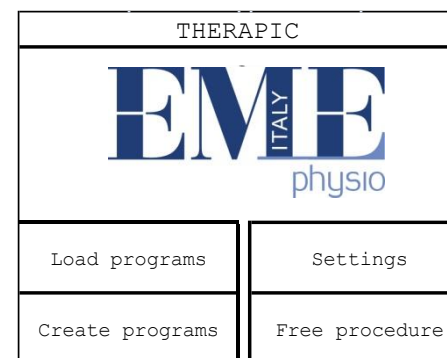 THERAPIC
EME
ITALY
physio
Load programs
Settings
Create programs
Free procedure